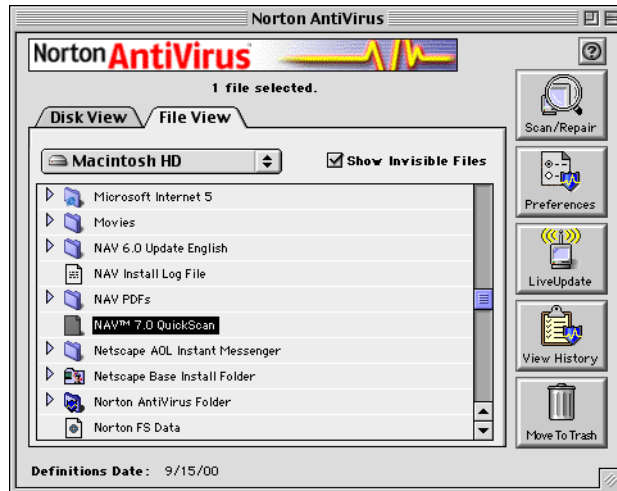 Norton AntiVirus
Norton AntiVirus
?
1 file selected.
Disk View
File View
Scan/Repair
Macintosh HD
Show Invisible Files
Microsoft Internet 5
Movies
Preferences
NAV 6.0 Update English
NAV Install Log File
LiveUpdate
NAV PDFs
NAV™ 7.0 QuickScan
Netscape AOL Instant Messenger
View History
Netscape Base Install Folder
Norton AntiVirus Folder
Norton FS Data
Move To Trash
Definitions Date: 9/15/00